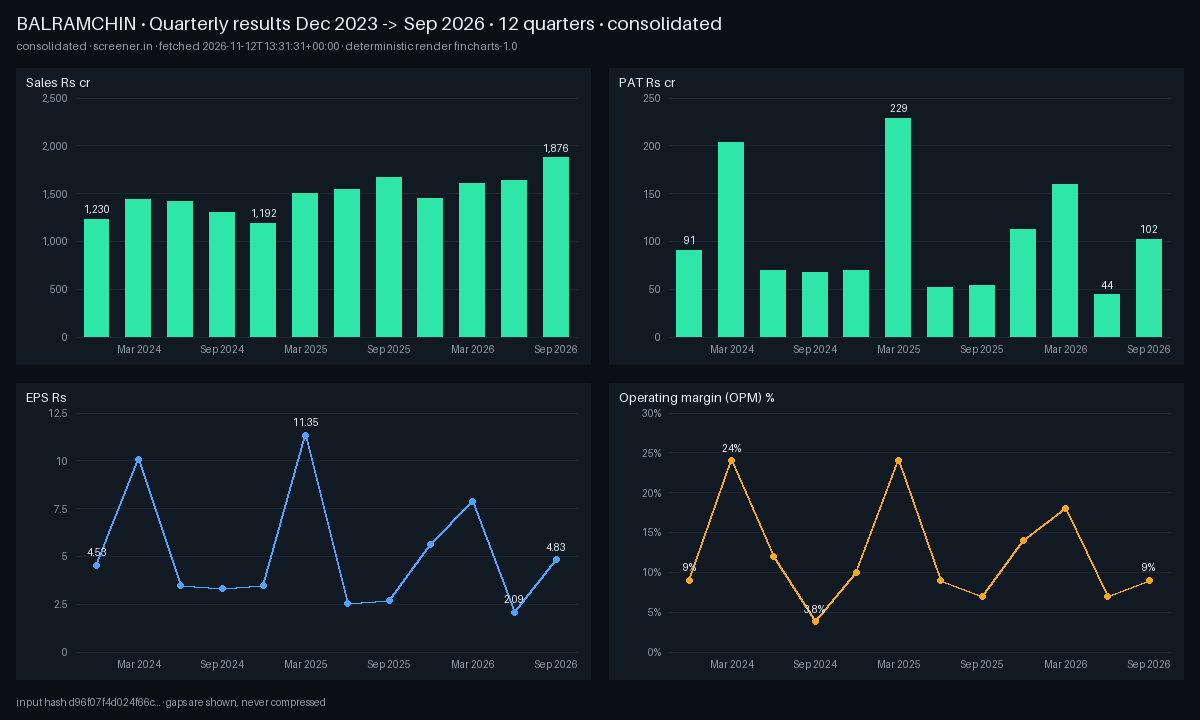 BALRAMCHIN · Quarterly results Dec 2023 -> Sep 2026 · 12 quarters · consolidated
consolidated · screener.in · fetched 2026-11-12T13:31:31+00:00 · deterministic render fincharts-1.0
Sales Rs cr
2,500
2,000
1,500
1,000
500
0
1,230
1,192
1,876
Mar 2024
Sep 2024
Mar 2025
Sep 2025
Mar 2026
Sep 2026
PAT Rs cr
250
200
150
100
50
0
91
229
44
102
Mar 2024
Sep 2024
Mar 2025
Sep 2025
Mar 2026
Sep 2026
EPS Rs
12.5
10
7.5
5
2.5
0
4.53
11.35
2.09
4.83
Mar 2024
Sep 2024
Mar 2025
Sep 2025
Mar 2026
Sep 2026
Operating margin (OPM) %
30%
25%
20%
15%
10%
5%
0%
9%
24%
3.8%
9%
Mar 2024
Sep 2024
Mar 2025
Sep 2025
Mar 2026
Sep 2026
input hash d96f07f4d024f66c... · gaps are shown, never compressed